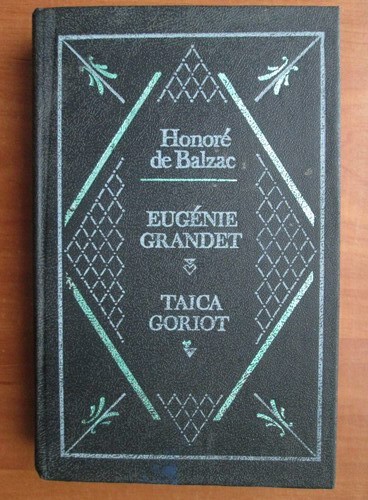 Honoré
de Balzac
EUGÉNIE
GRANDET
TAICA
GORIOT